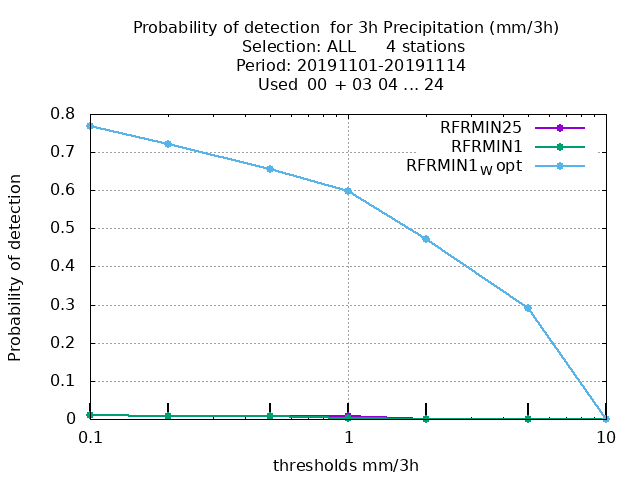 Probability of detection  for 3h Precipitation (mm/3h)
Selection: ALL      4 stations
Period: 20191101-20191114
Used  00  + 03 04 ... 24
RFRMIN25
RFRMIN1
RFRMIN1W opt
0.8
0.7
0.6
0.5
0.4
0.3
0.2
0.1
0
Probability of detection
0.1 1 10
thresholds mm/3h